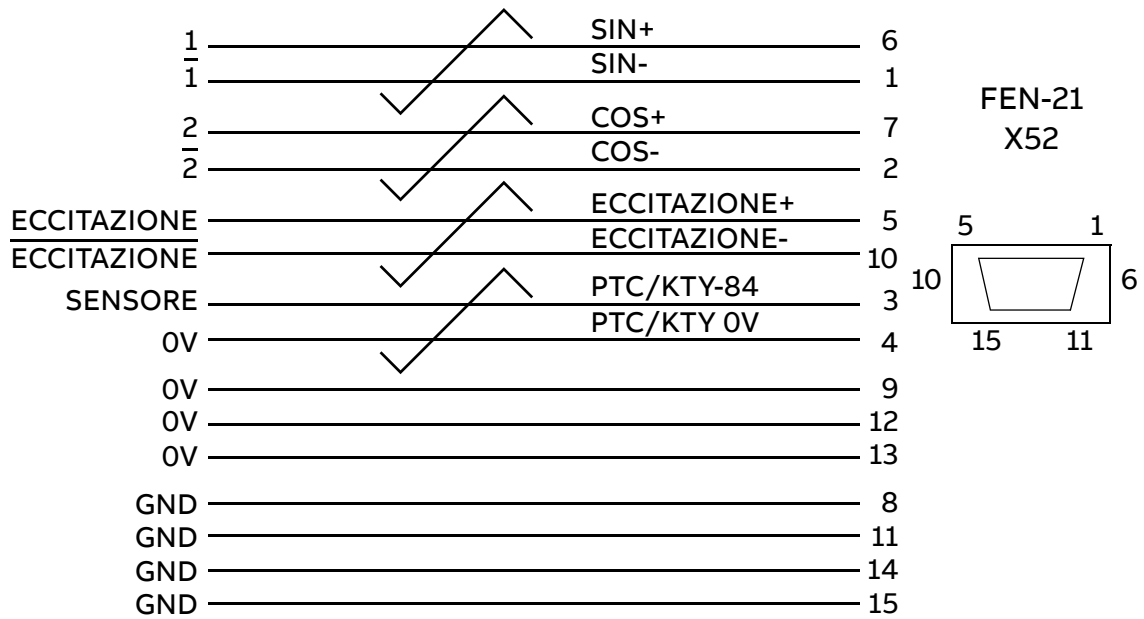 1 SIN+ 6
1 SIN- 1
2 COS+ 7
2 COS- 2
ECCITAZIONE ECCITAZIONE+ 5
ECCITAZIONE ECCITAZIONE- 10
SENSORE PTC/KTY-84 3
0V PTC/KTY 0V 4
0V 9
0V 12
0V 13
GND 8
GND 11
GND 14
GND 15
FEN-21
X52
5 1
10 6
15 11